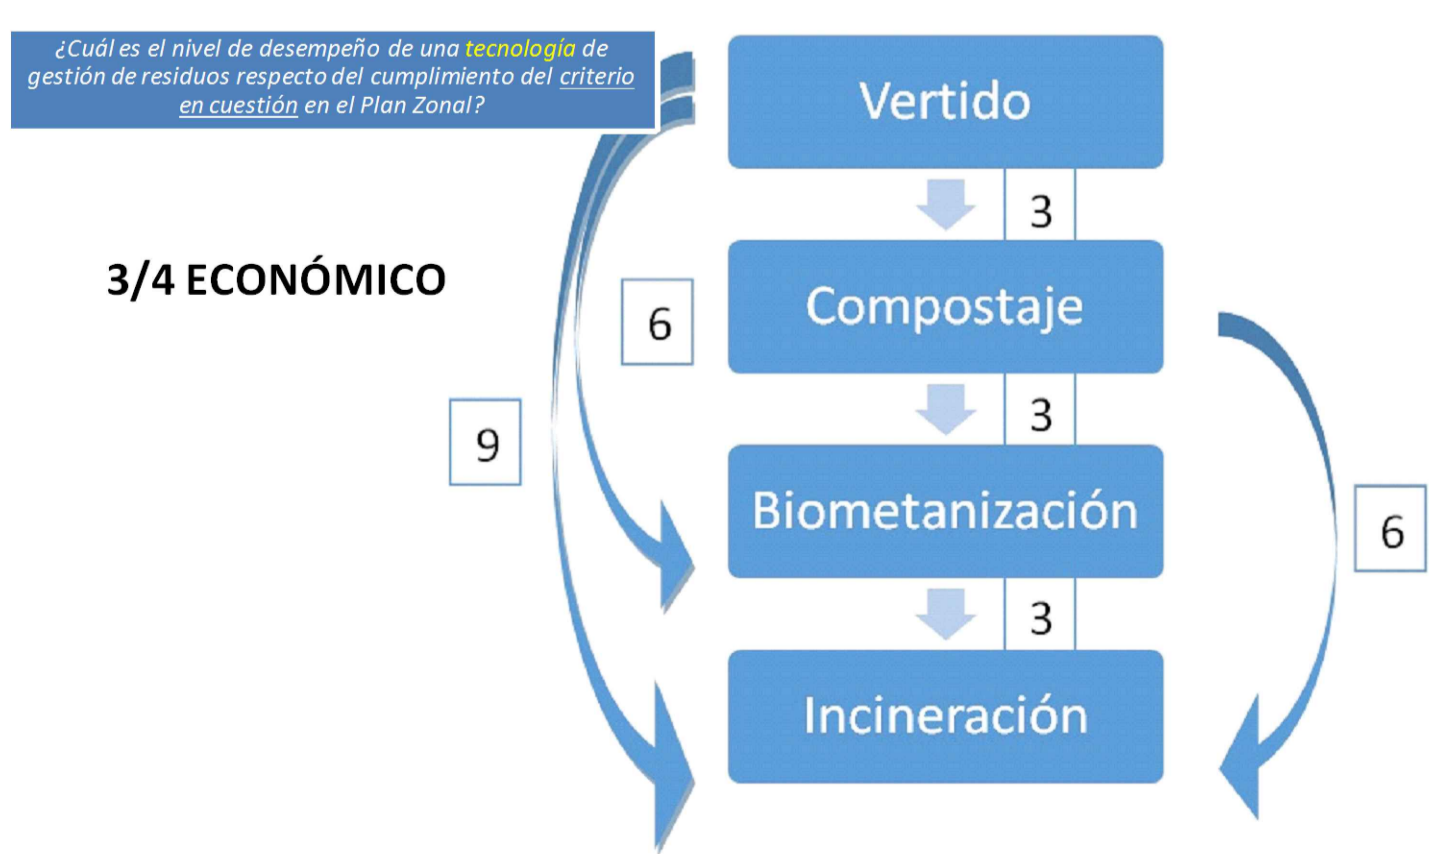 ¿Cuál es el nivel de desempeño de una tecnología de
gestión de residuos respecto del cumplimiento del criterio
en cuestión en el Plan Zonal?
Vertido
3
3/4 ECONÓMICO
Compostaje
6
3
9
Biometanización
6
3
Incineración